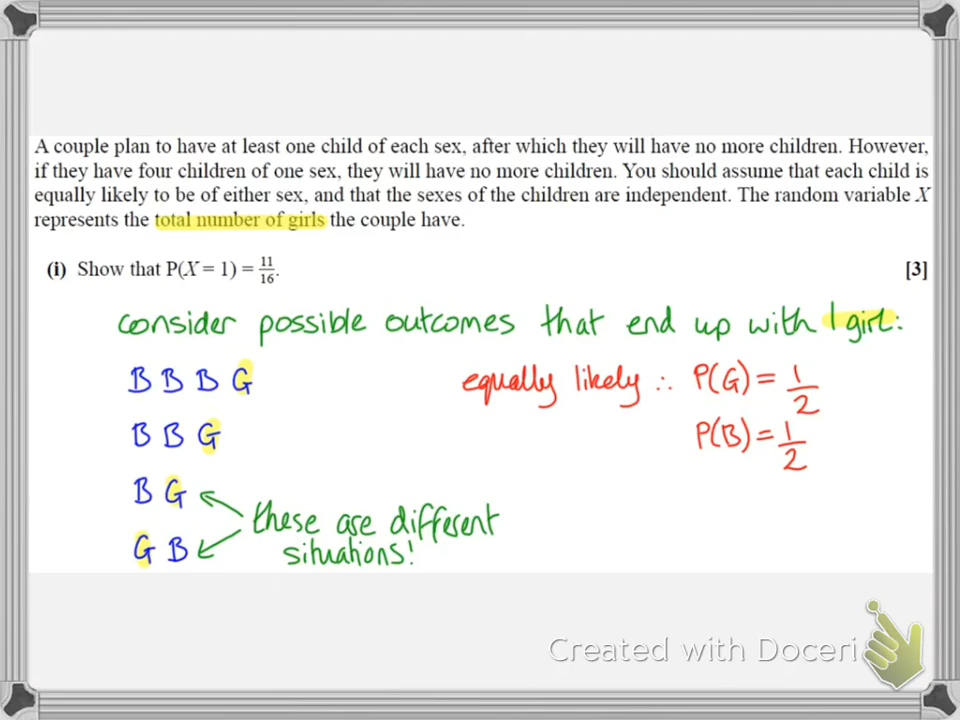 A couple plan to have at least one child of each sex, after which they will have no more children. However,
if they have four children of one sex, they will have no more children. You should assume that each child is
equally likely to be of either sex, and that the sexes of the children are independent. The random variable X
represents the total number of girls the couple have.
(i) Show that P(X = 1) = 11/16. [3]
consider possible outcomes that end up with 1 girl:
B B B G
equally likely ∴ P(G) = 1/2
B B G
P(B) = 1/2
B G
these are different
situations!
G B
Created with Doceri